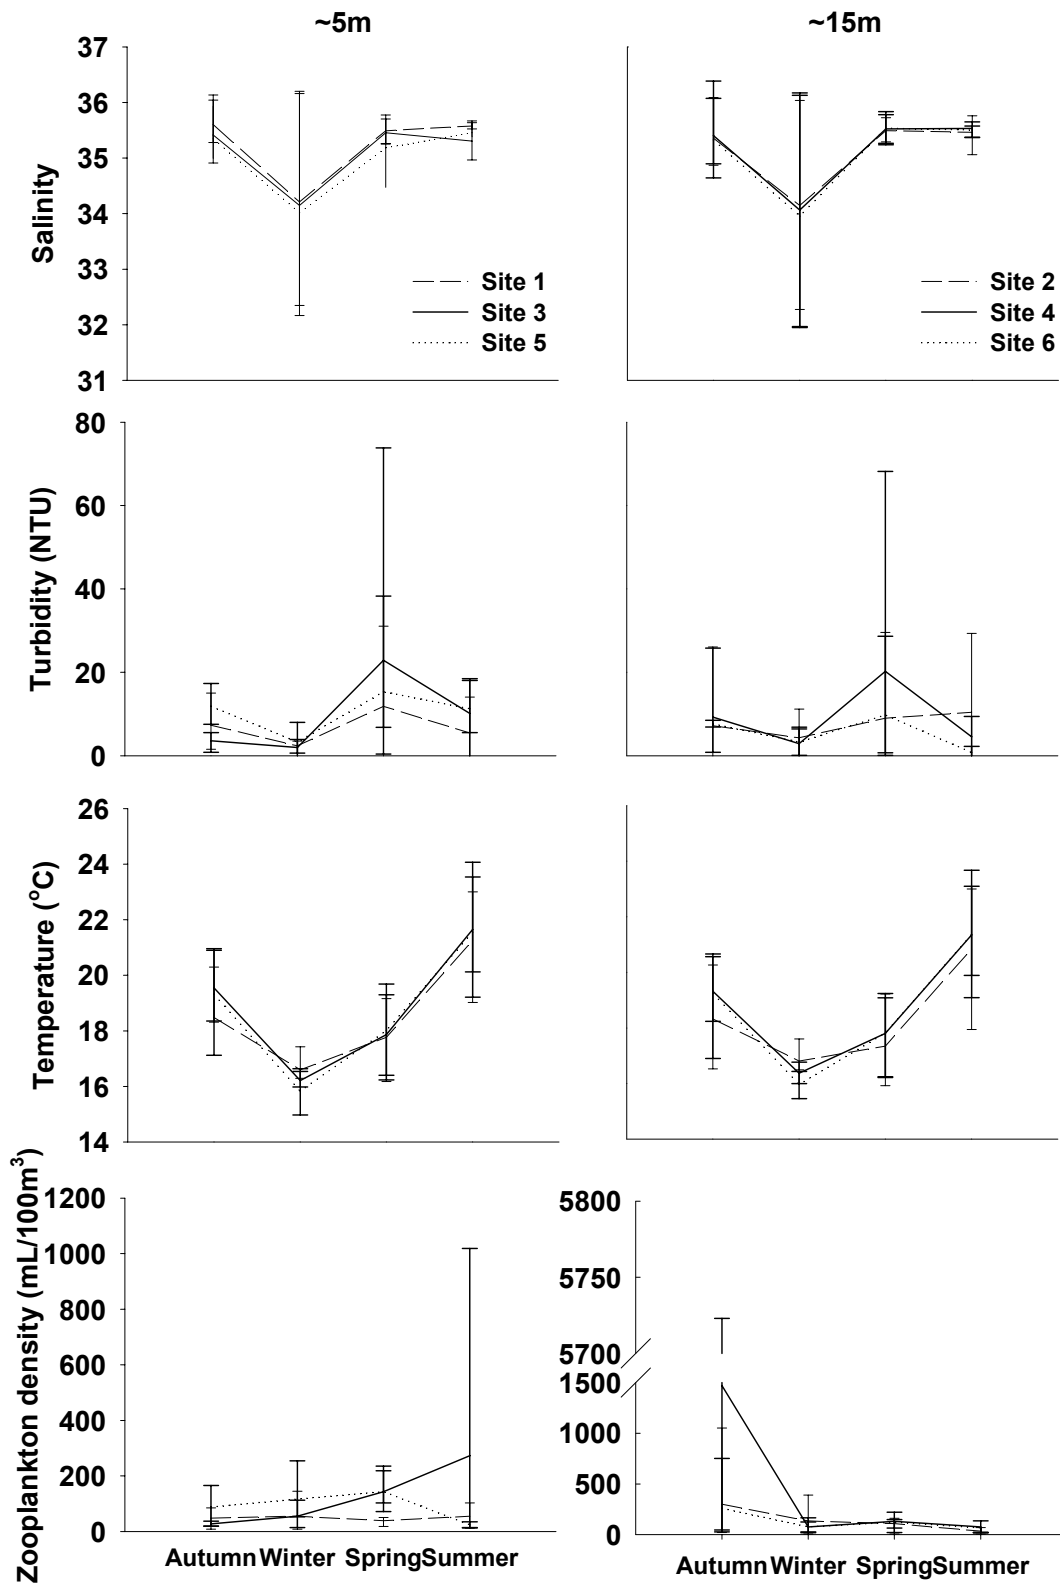 ~5m
~15m
37
36
35
34
33
32
31
Salinity
Site 1
Site 3
Site 5
Site 2
Site 4
Site 6
80
60
40
20
0
Turbidity (NTU)
26
24
22
20
18
16
14
Temperature (°C)
1200
1000
800
600
400
200
0
Zooplankton density (mL/100m³)
5800
5750
5700
1500
1000
500
0
Autumn Winter Spring Summer
Autumn Winter Spring Summer